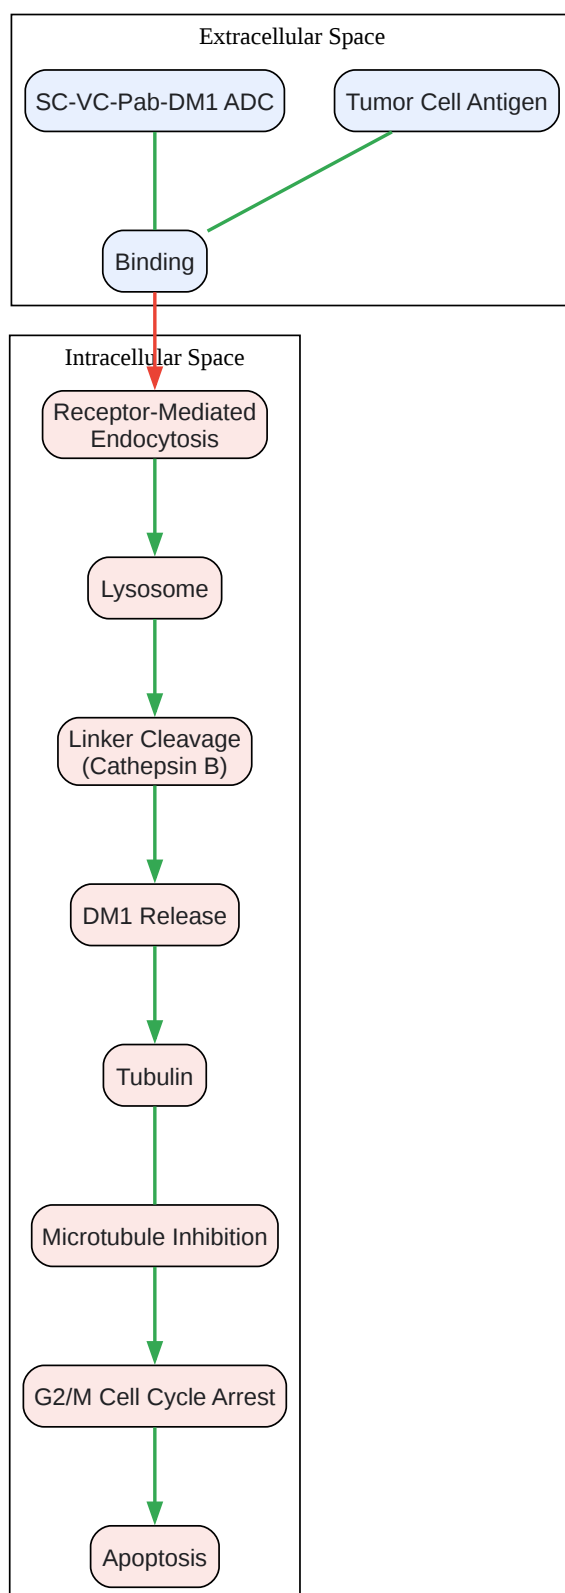 Extracellular Space
SC-VC-Pab-DM1 ADC
Tumor Cell Antigen
Binding
Intracellular Space
Receptor-Mediated
Endocytosis
Lysosome
Linker Cleavage
(Cathepsin B)
DM1 Release
Tubulin
Microtubule Inhibition
G2/M Cell Cycle Arrest
Apoptosis